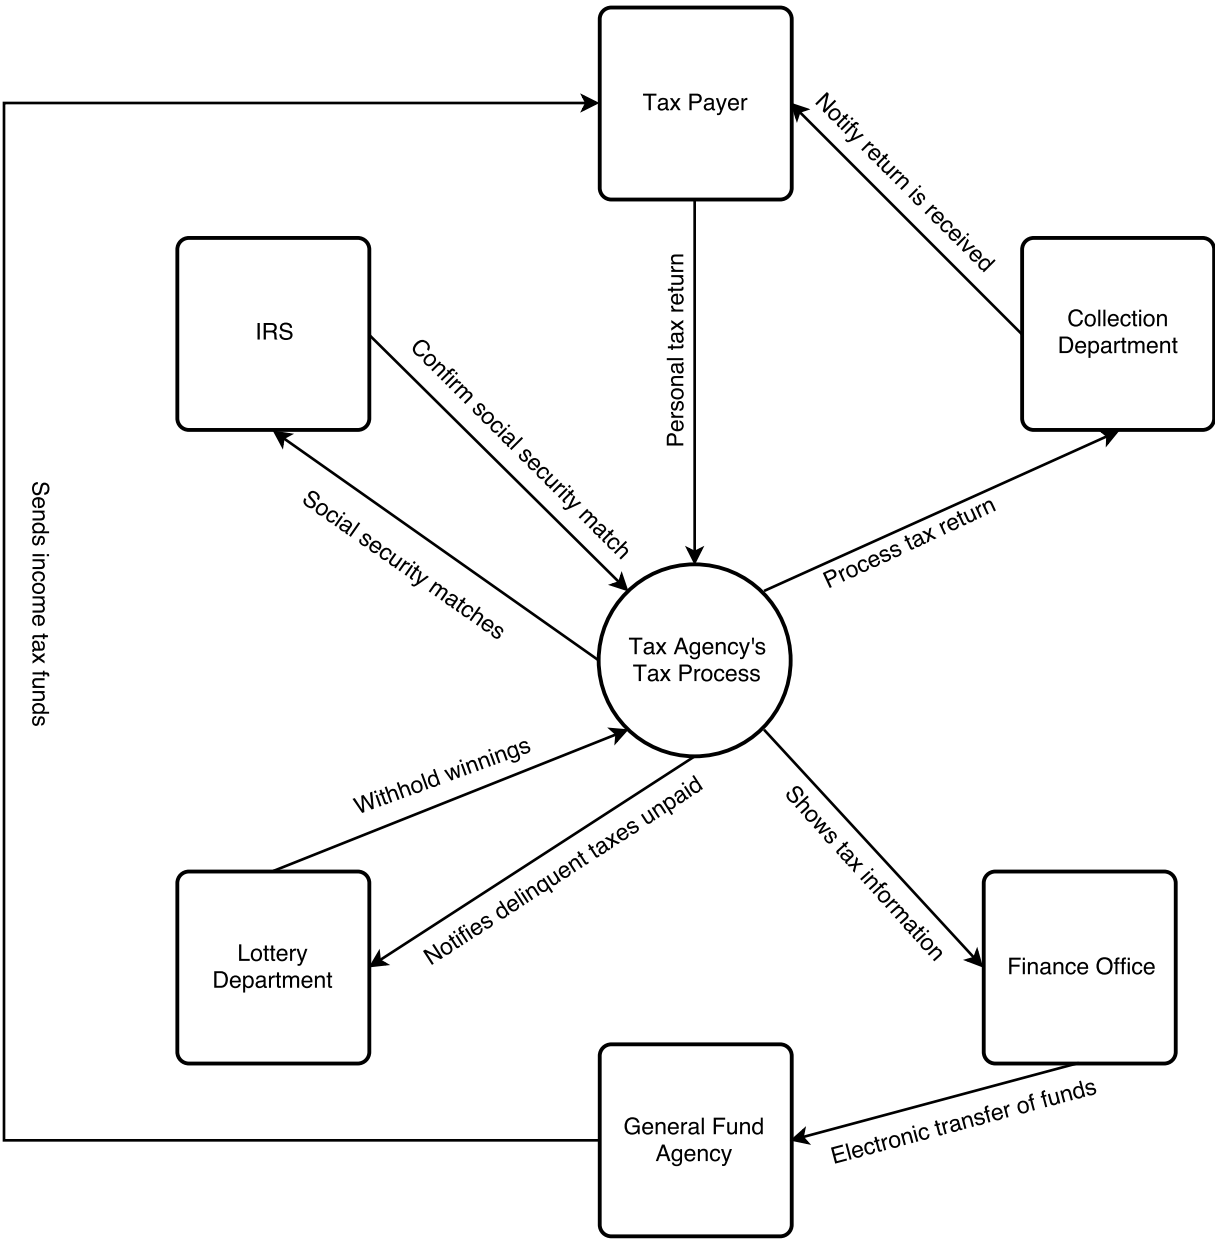 Tax Payer
Notify return is received
Collection
Department
IRS
Personal tax return
Confirm social security match
Social security matches
Process tax return
Sends income tax funds
Tax Agency's
Tax Process
Withhold winnings
Notifies delinquent taxes unpaid
Shows tax information
Lottery
Department
Finance Office
General Fund
Agency
Electronic transfer of funds